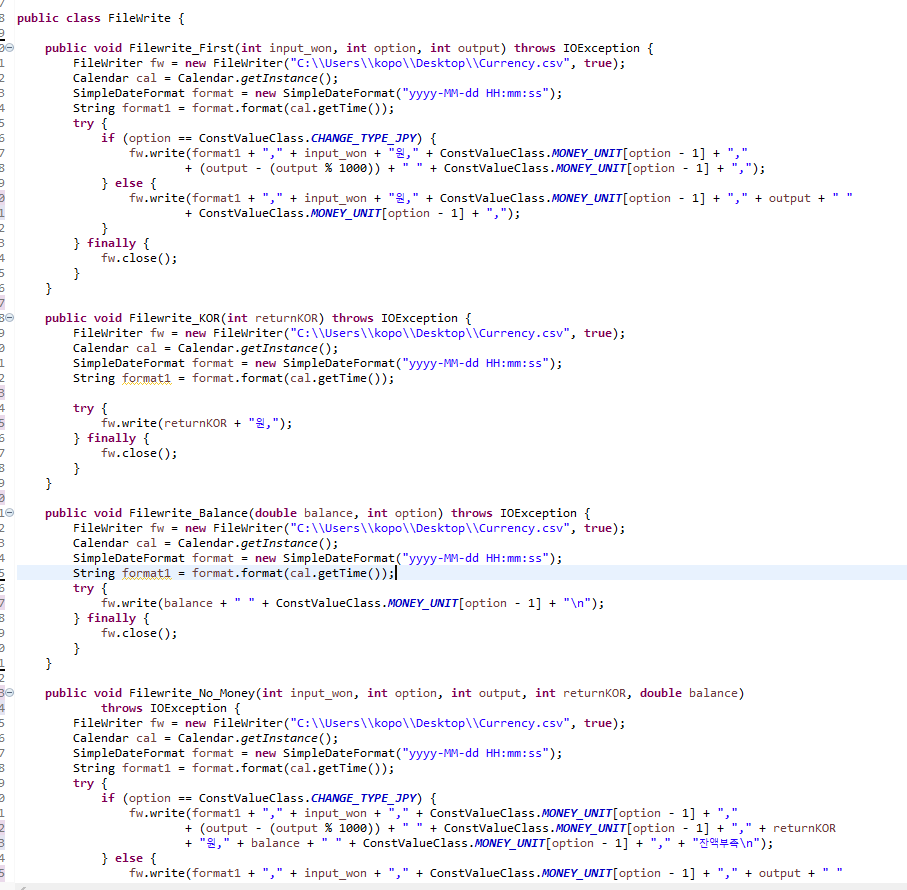 public class FileWrite {
public void Filewrite_First(int input_won, int option, int output) throws IOException {
FileWriter fw = new FileWriter("C:\\Users\\kopo\\Desktop\\Currency.csv", true);
Calendar cal = Calendar.getInstance();
SimpleDateFormat format = new SimpleDateFormat("yyyy-MM-dd HH:mm:ss");
String format1 = format.format(cal.getTime());
try {
if (option == ConstValueClass.CHANGE_TYPE_JPY) {
fw.write(format1 + "," + input_won + "원," + ConstValueClass.MONEY_UNIT[option - 1] + ","
+ (output - (output % 1000)) + " " + ConstValueClass.MONEY_UNIT[option - 1] + ",");
} else {
fw.write(format1 + "," + input_won + "원," + ConstValueClass.MONEY_UNIT[option - 1] + "," + output + " "
+ ConstValueClass.MONEY_UNIT[option - 1] + ",");
}
} finally {
fw.close();
}
}
public void Filewrite_KOR(int returnKOR) throws IOException {
FileWriter fw = new FileWriter("C:\\Users\\kopo\\Desktop\\Currency.csv", true);
Calendar cal = Calendar.getInstance();
SimpleDateFormat format = new SimpleDateFormat("yyyy-MM-dd HH:mm:ss");
String format1 = format.format(cal.getTime());
try {
fw.write(returnKOR + "원,");
} finally {
fw.close();
}
}
public void Filewrite_Balance(double balance, int option) throws IOException {
FileWriter fw = new FileWriter("C:\\Users\\kopo\\Desktop\\Currency.csv", true);
Calendar cal = Calendar.getInstance();
SimpleDateFormat format = new SimpleDateFormat("yyyy-MM-dd HH:mm:ss");
String format1 = format.format(cal.getTime());
try {
fw.write(balance + " " + ConstValueClass.MONEY_UNIT[option - 1] + "\n");
} finally {
fw.close();
}
}
public void Filewrite_No_Money(int input_won, int option, int output, int returnKOR, double balance)
throws IOException {
FileWriter fw = new FileWriter("C:\\Users\\kopo\\Desktop\\Currency.csv", true);
Calendar cal = Calendar.getInstance();
SimpleDateFormat format = new SimpleDateFormat("yyyy-MM-dd HH:mm:ss");
String format1 = format.format(cal.getTime());
try {
if (option == ConstValueClass.CHANGE_TYPE_JPY) {
fw.write(format1 + "," + input_won + "," + ConstValueClass.MONEY_UNIT[option - 1] + ","
+ (output - (output % 1000)) + " " + ConstValueClass.MONEY_UNIT[option - 1] + "," + returnKOR
+ "원," + balance + " " + ConstValueClass.MONEY_UNIT[option - 1] + "," + "잔액부족\n");
} else {
fw.write(format1 + "," + input_won + "," + ConstValueClass.MONEY_UNIT[option - 1] + "," + output + " "